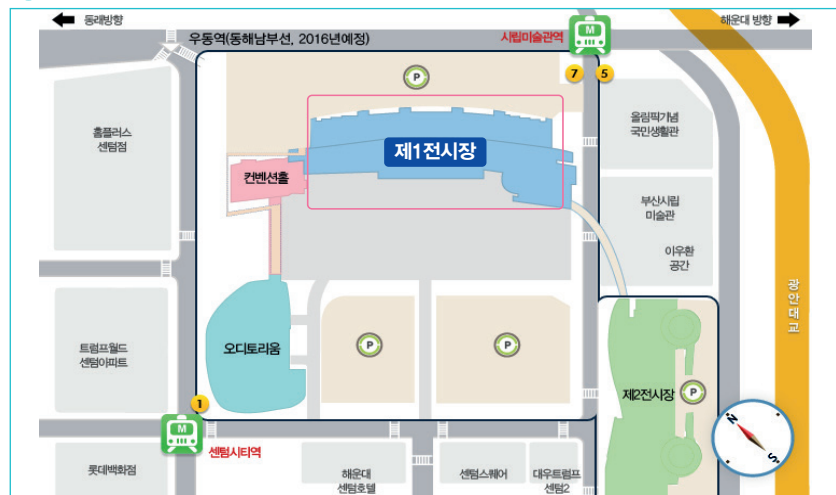 동래방향
해운대 방향
우동역(동해남부선, 2016년예정)
시립미술관역
M
P
7
5
홈플러스
센텀점
제1전시장
올림픽기념
국민생활관
컨벤션홀
부산시립
미술관
이우환
공간
광안대교
트럼프월드
센텀아파트
오디토리움
P
P
제2전시장
P
1
M
센텀시티역
N
S
롯데백화점
해운대
센텀호텔
센텀스퀘어
대우트럼프
센텀2